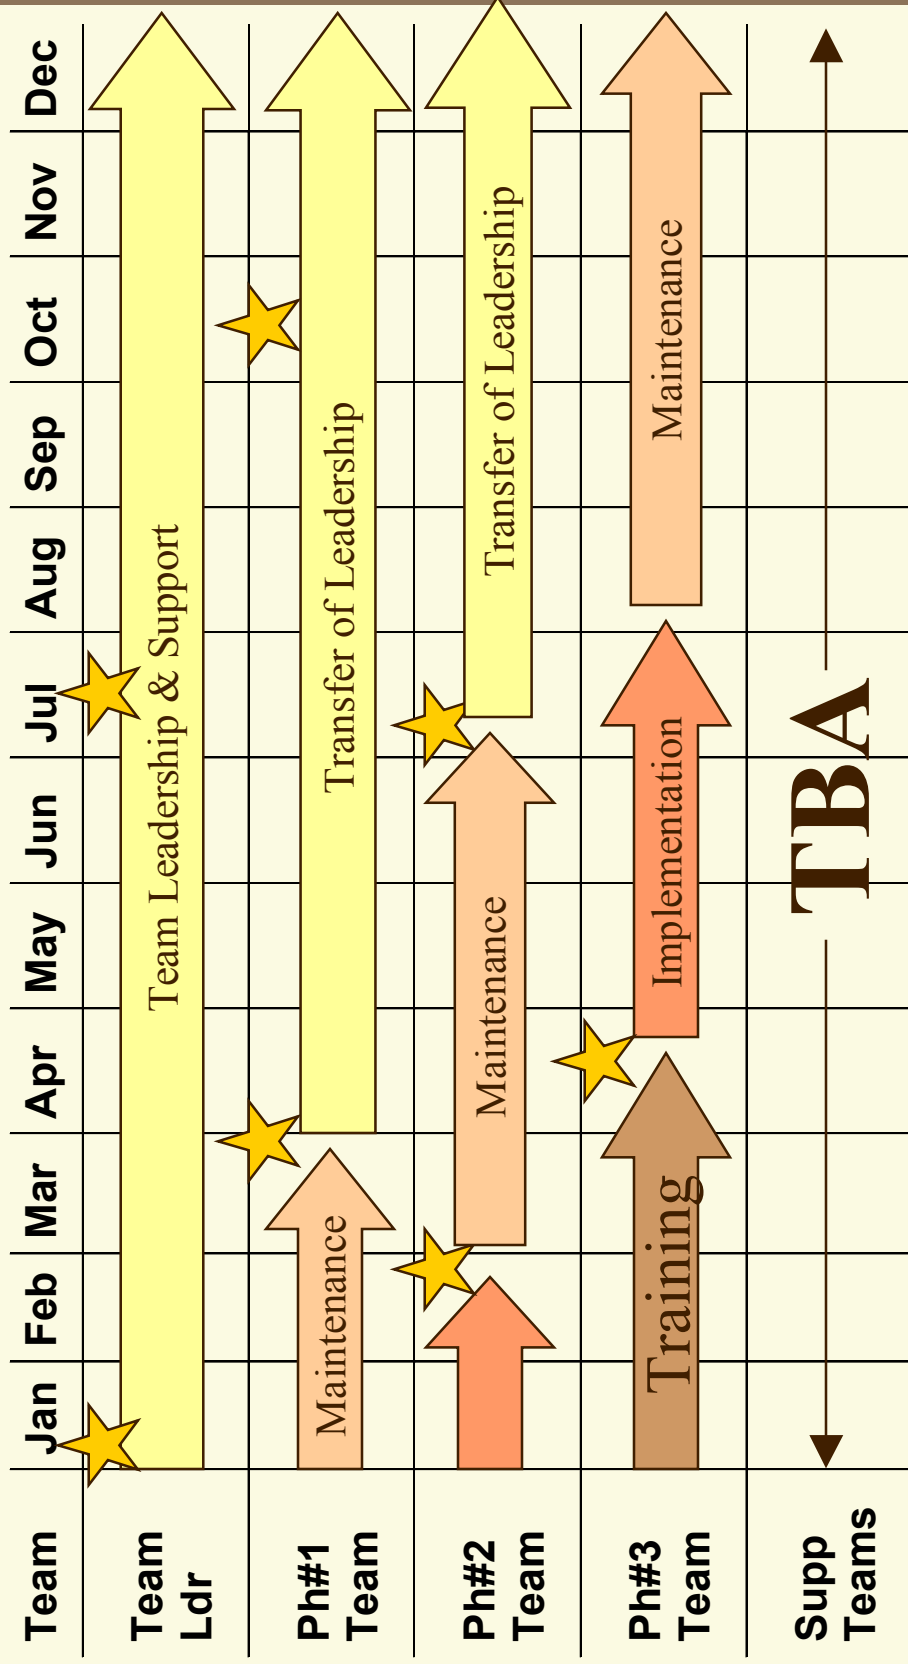 Team Jan Feb Mar Apr May Jun Jul Aug Sep Oct Nov Dec
Team
Ldr
Team Leadership & Support
Ph#1
Team
Maintenance
Transfer of Leadership
Ph#2
Team
Maintenance
Transfer of Leadership
Ph#3
Team
Training
Implementation
Maintenance
Supp
Teams
TBA